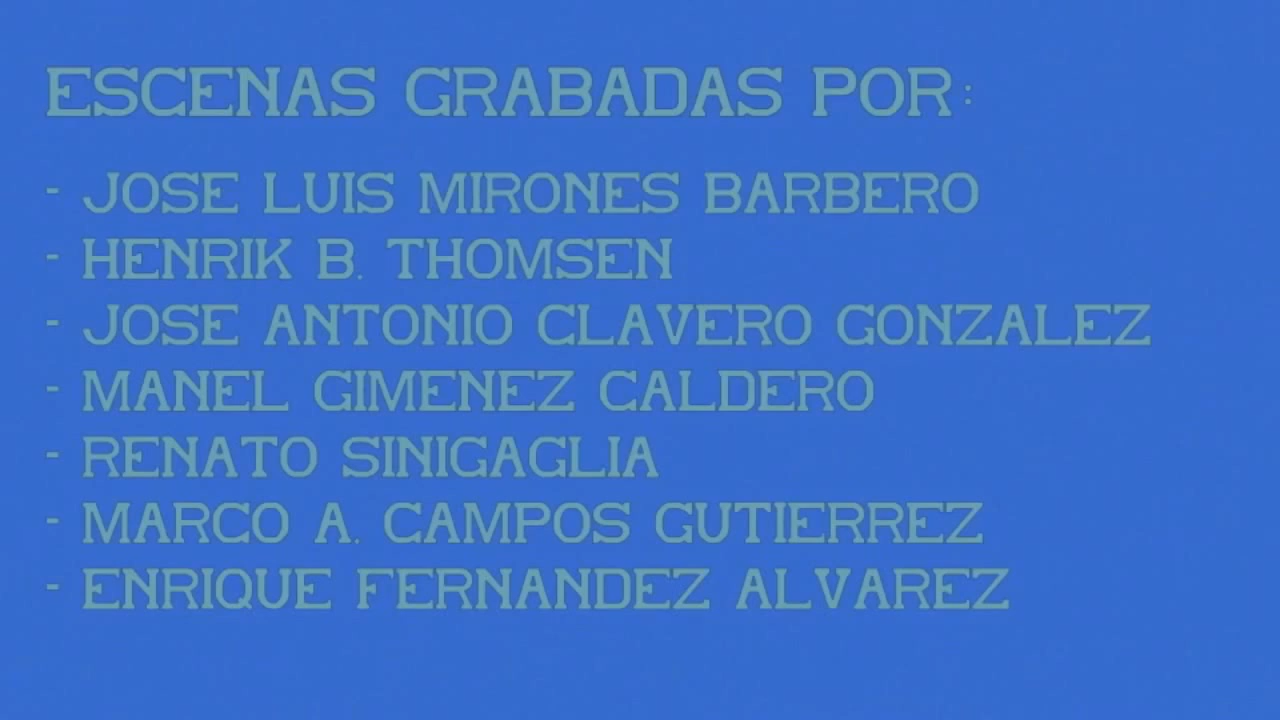 ESCENAS GRABADAS POR:
- JOSE LUIS MIRONES BARBERO
- HENRIK B. THOMSEN
- JOSE ANTONIO CLAVERO GONZALEZ
- MANEL GIMENEZ CALDERO
- RENATO SINIGAGLIA
- MARCO A. CAMPOS GUTIERREZ
- ENRIQUE FERNANDEZ ALVAREZ